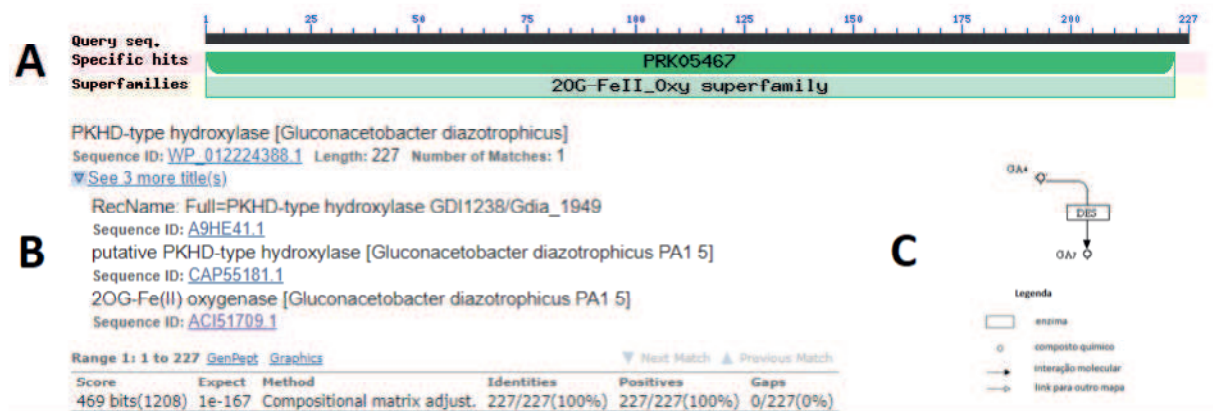 1 25 50 75 100 125 150 175 200 227
Query seq.
A
Specific hits PRK05467
Superfamilies 2OG-FeII_Oxy superfamily
PKHD-type hydroxylase [Gluconacetobacter diazotrophicus]
Sequence ID: WP_012224388.1 Length: 227 Number of Matches: 1
See 3 more title(s)
RecName: Full=PKHD-type hydroxylase GDI1238/Gdia_1949
Sequence ID: A9HE41.1
B
putative PKHD-type hydroxylase [Gluconacetobacter diazotrophicus PA1 5]
Sequence ID: CAP55181.1
2OG-Fe(II) oxygenase [Gluconacetobacter diazotrophicus PA1 5]
Sequence ID: ACI51709.1
Range 1: 1 to 227 GenPept Graphics Next Match Previous Match
Score Expect Method Identities Positives Gaps
469 bits(1208) 1e-167 Compositional matrix adjust. 227/227(100%) 227/227(100%) 0/227(0%)
DES
C
Legenda
enzima
composto químico
interação molecular
link para outro mapa